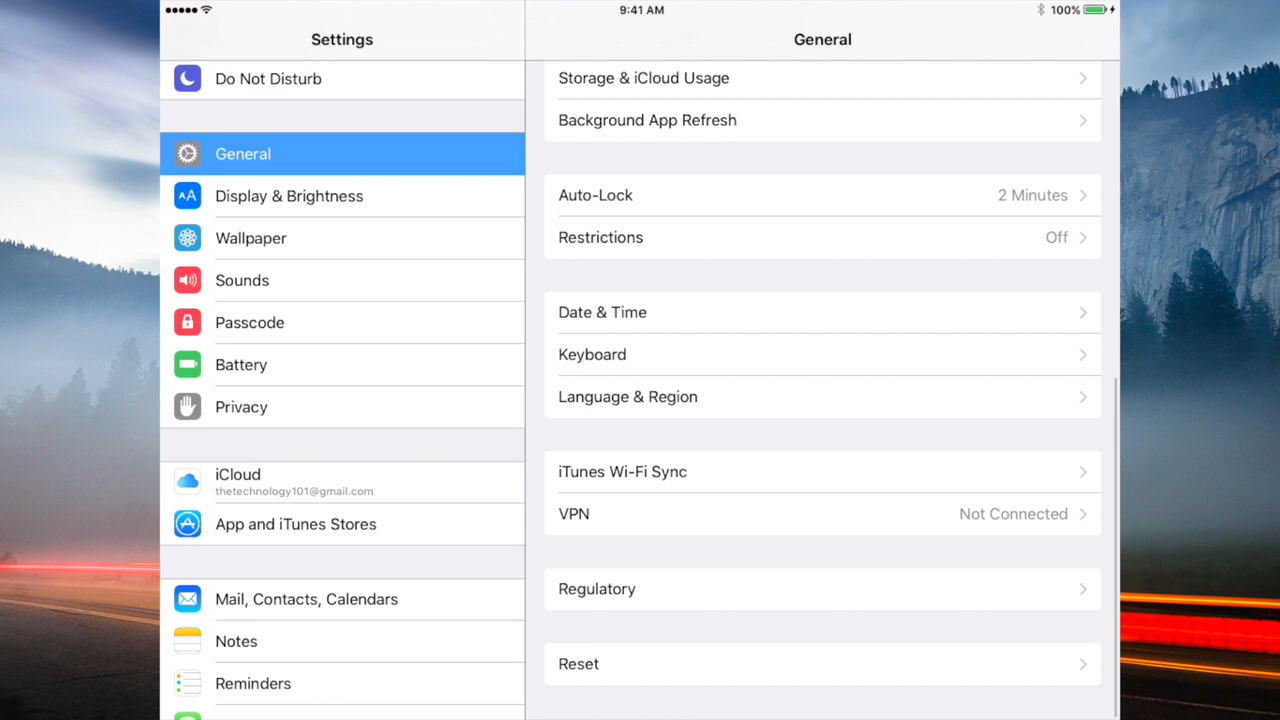 9:41 AM
100%
Settings
General
Do Not Disturb
General
Display & Brightness
Wallpaper
Sounds
Passcode
Battery
Privacy
iCloud
thetechnology101@gmail.com
App and iTunes Stores
Mail, Contacts, Calendars
Notes
Reminders
Storage & iCloud Usage
Background App Refresh
Auto-Lock 2 Minutes
Restrictions Off
Date & Time
Keyboard
Language & Region
iTunes Wi-Fi Sync
VPN Not Connected
Regulatory
Reset